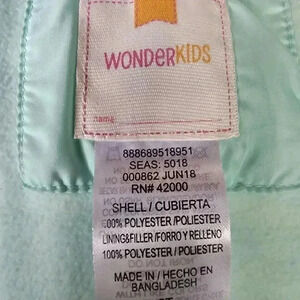 WONDERKIDS
name
888689518951
SEAS: 5018
000862 JUN18
RN# 42000
SHELL / CUBIERTA
100% POLYESTER /POLIESTER
LINING&FILLER /FORRO Y RELLENO
100% POLYESTER /POLIESTER
MADE IN / HECHO EN
BANGLADESH